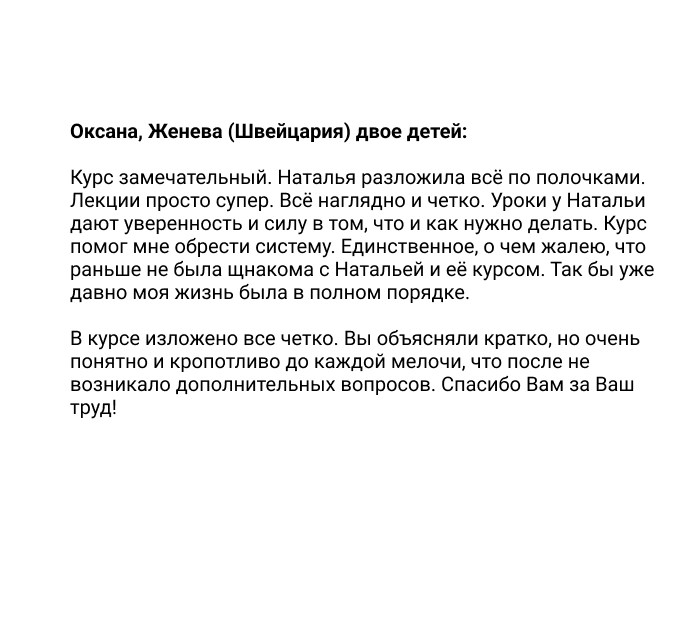 Оксана, Женева (Швейцария) двое детей:
Курс замечательный. Наталья разложила всё по полочками.
Лекции просто супер. Всё наглядно и четко. Уроки у Натальи
дают уверенность и силу в том, что и как нужно делать. Курс
помог мне обрести систему. Единственное, о чем жалею, что
раньше не была щнакома с Натальей и её курсом. Так бы уже
давно моя жизнь была в полном порядке.
В курсе изложено все четко. Вы объясняли кратко, но очень
понятно и кропотливо до каждой мелочи, что после не
возникало дополнительных вопросов. Спасибо Вам за Ваш
труд!